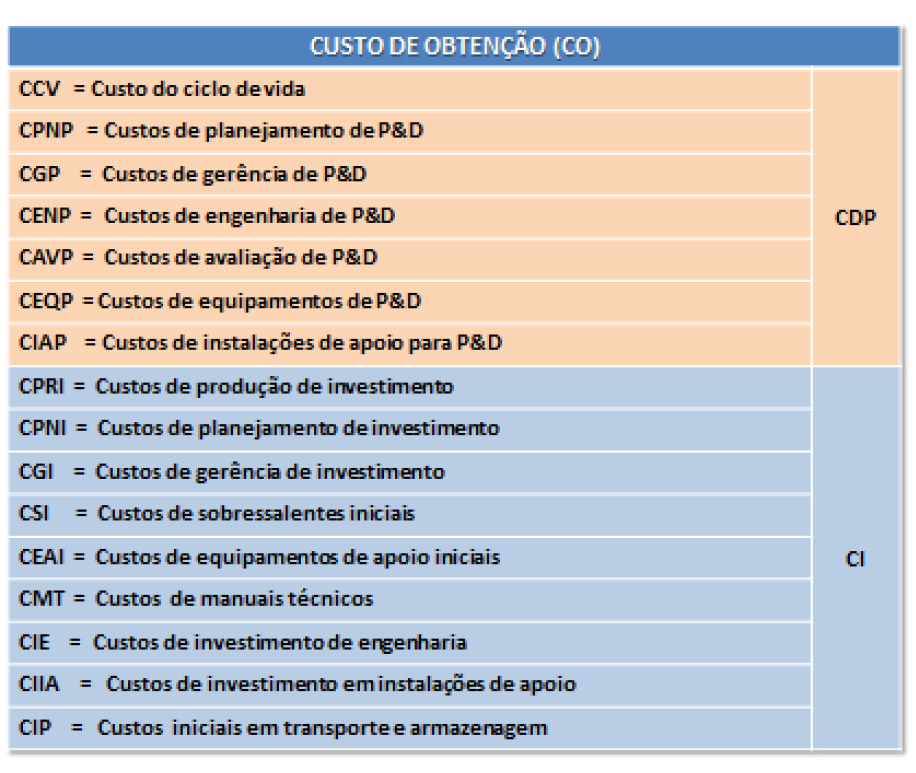 CUSTO DE OBTENÇÃO (CO)
CCV = Custo do ciclo de vida
CPNP = Custos de planejamento de P&D
CGP = Custos de gerência de P&D
CENP = Custos de engenharia de P&D
CDP
CAVP = Custos de avaliação de P&D
CEQP = Custos de equipamentos de P&D
CIAP = Custos de instalações de apoio para P&D
CPRI = Custos de produção de investimento
CPNI = Custos de planejamento de investimento
CGI = Custos de gerência de investimento
CSI = Custos de sobressalentes iniciais
CEAI = Custos de equipamentos de apoio iniciais
CI
CMT = Custos de manuais técnicos
CIE = Custos de investimento de engenharia
CIIA = Custos de investimento em instalações de apoio
CIP = Custos iniciais em transporte e armazenagem